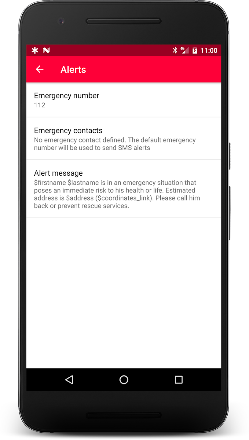 11:00
Alerts
Emergency number
112
Emergency contacts
No emergency contact defined. The default emergency
number will be used to send SMS alerts.
Alert message
$firstname $lastname is in an emergency situation that
poses an immediate risk to his health or life. Estimated
address is $address ($coordinates_link). Please call him
back or prevent rescue services.